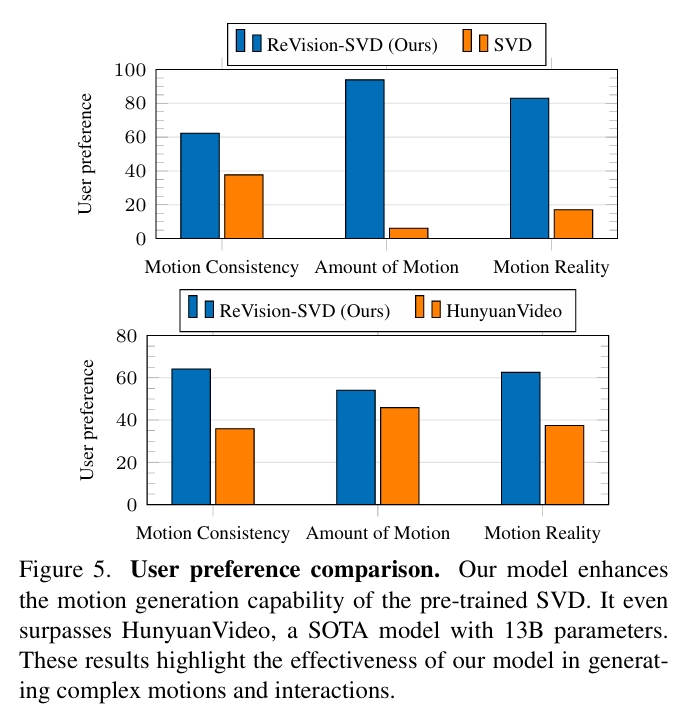 ReVision-SVD (Ours) SVD
100
80
60
40
20
0
User preference
Motion Consistency Amount of Motion Motion Reality
ReVision-SVD (Ours) HunyuanVideo
80
60
40
20
0
User preference
Motion Consistency Amount of Motion Motion Reality
Figure 5. User preference comparison. Our model enhances
the motion generation capability of the pre-trained SVD. It even
surpasses HunyuanVideo, a SOTA model with 13B parameters.
These results highlight the effectiveness of our model in generat-
ing complex motions and interactions.